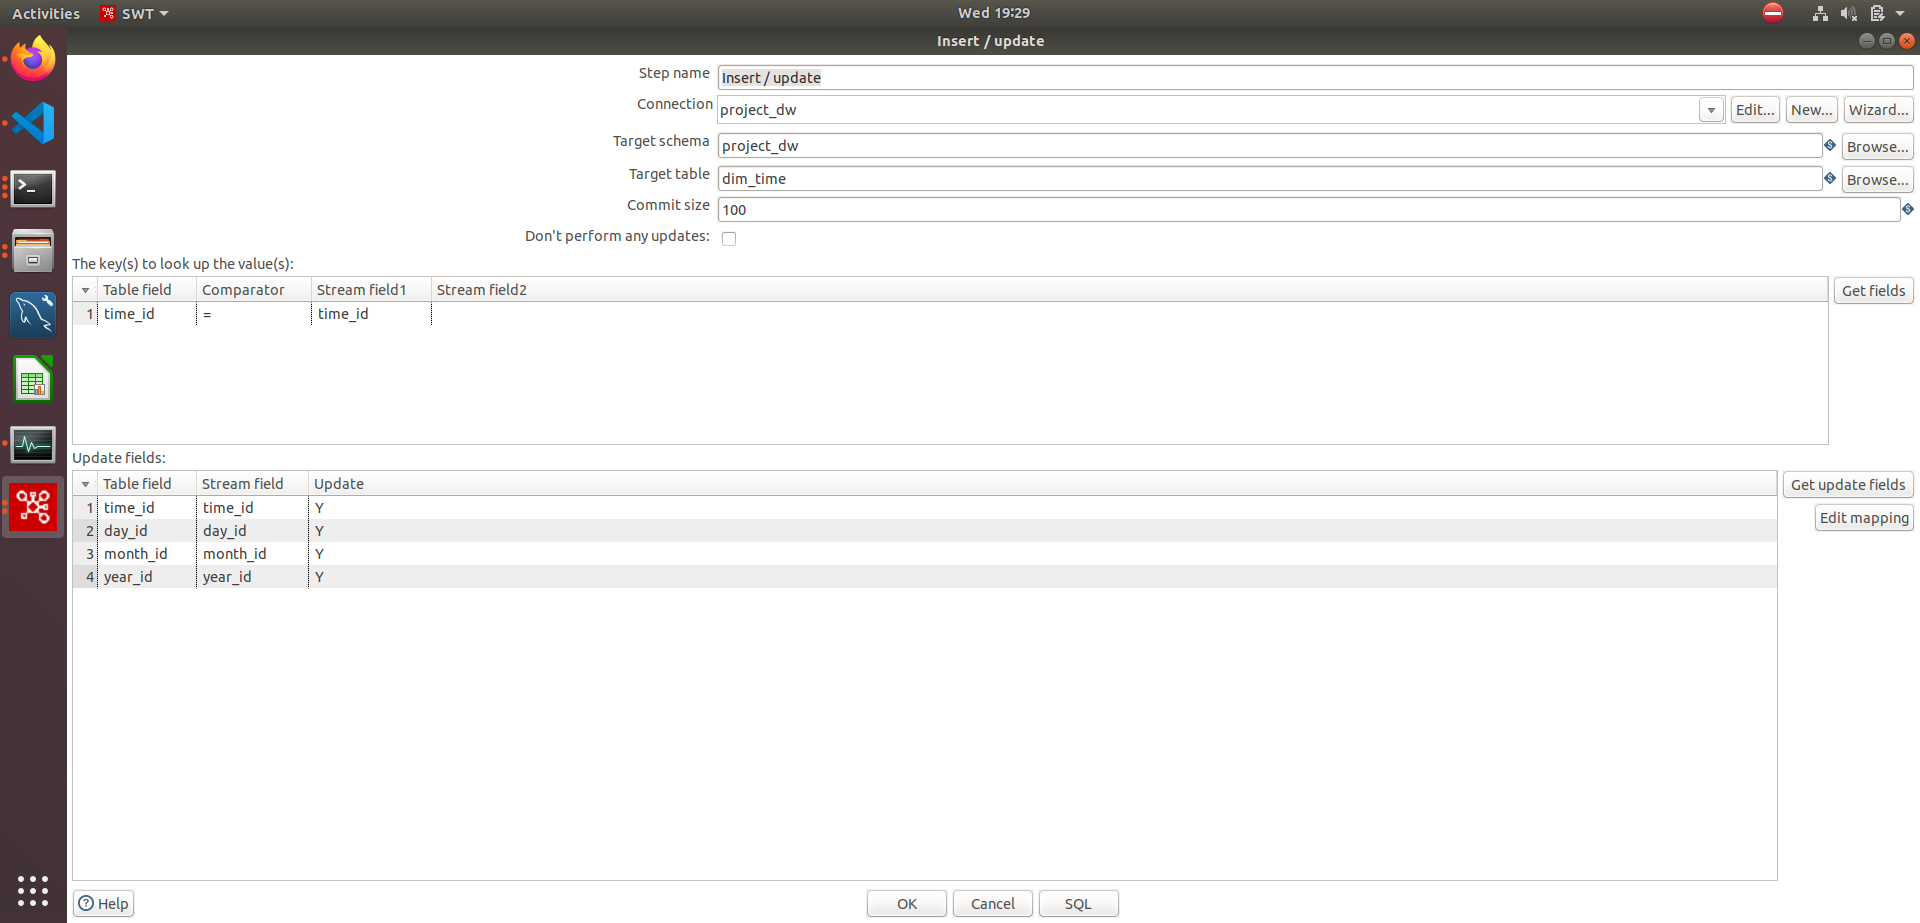 Activities SWT Wed 19:29
Insert / update
Step name Insert / update
Connection project_dw Edit... New... Wizard...
Target schema project_dw Browse...
Target table dim_time Browse...
Commit size 100
Don't perform any updates:
The key(s) to look up the value(s):
Table field Comparator Stream field1 Stream field2 Get fields
1 time_id = time_id
Update fields:
Table field Stream field Update Get update fields
1 time_id time_id Y
2 day_id day_id Y
Edit mapping
3 month_id month_id Y
4 year_id year_id Y
Help OK Cancel SQL